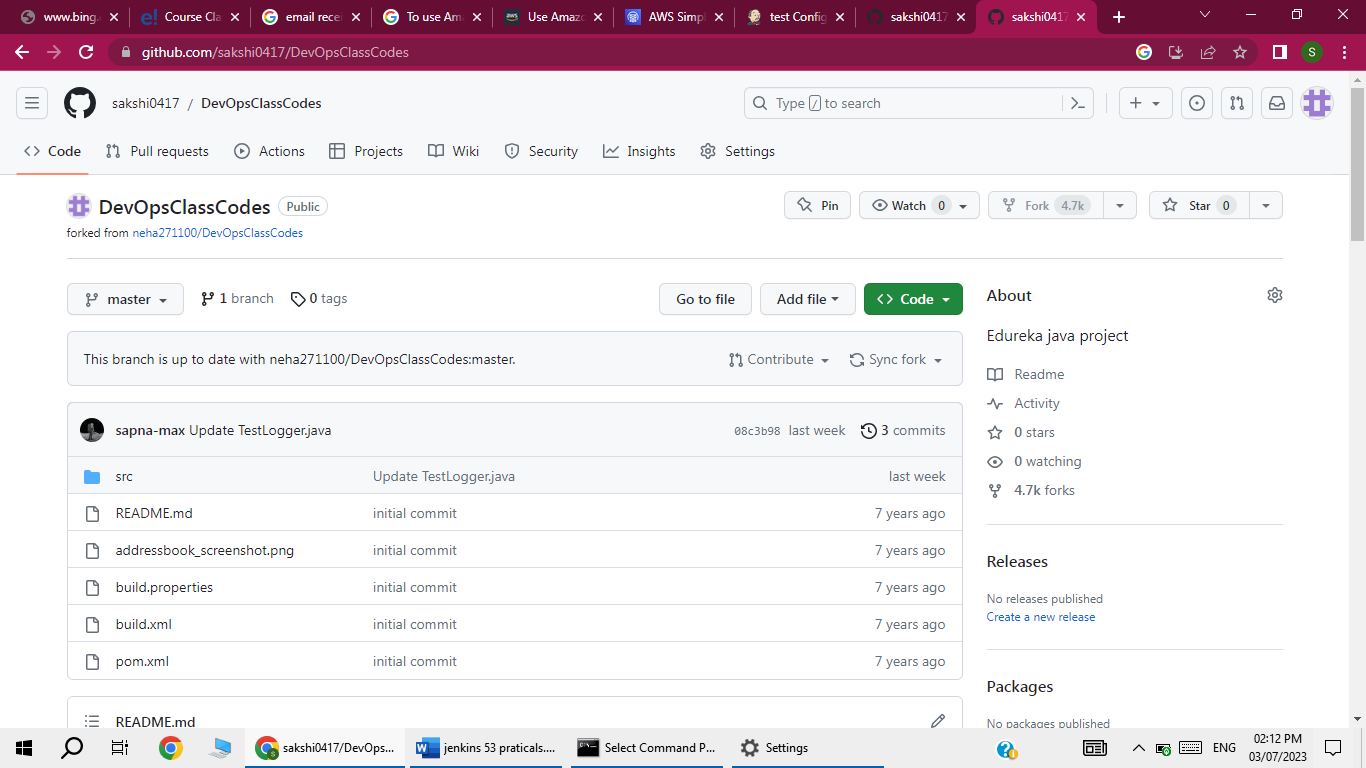 www.bing. Course Cla email rece To use Am Use Amazo AWS Simpl test Config sakshi0417 sakshi0417
github.com/sakshi0417/DevOpsClassCodes S
sakshi0417 / DevOpsClassCodes Type / to search
Code Pull requests Actions Projects Wiki Security Insights Settings
DevOpsClassCodes Public Pin Watch 0 Fork 4.7k Star 0
forked from neha271100/DevOpsClassCodes
master 1 branch 0 tags Go to file Add file Code About
Edureka java project
This branch is up to date with neha271100/DevOpsClassCodes:master. Contribute Sync fork
Readme
Activity
sapna-max Update TestLogger.java 08c3b98 last week 3 commits
0 stars
0 watching
src Update TestLogger.java last week
4.7k forks
README.md initial commit 7 years ago
addressbook_screenshot.png initial commit 7 years ago
Releases
build.properties initial commit 7 years ago
No releases published
Create a new release
build.xml initial commit 7 years ago
pom.xml initial commit 7 years ago
Packages
README.md
No packages published
sakshi0417/DevOps... jenkins 53 praticals.... Select Command P... Settings ENG 02:12 PM
03/07/2023